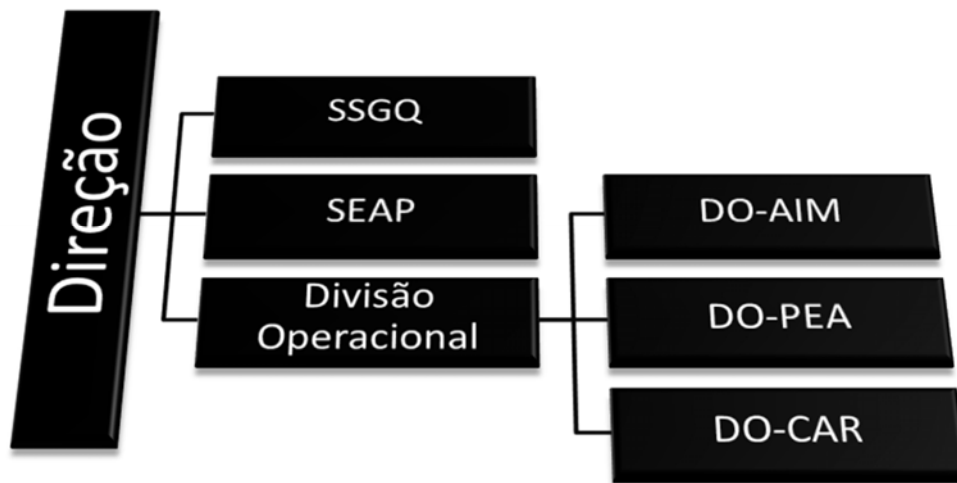 Direção
SSGQ
SEAP
Divisão
Operacional
DO-AIM
DO-PEA
DO-CAR